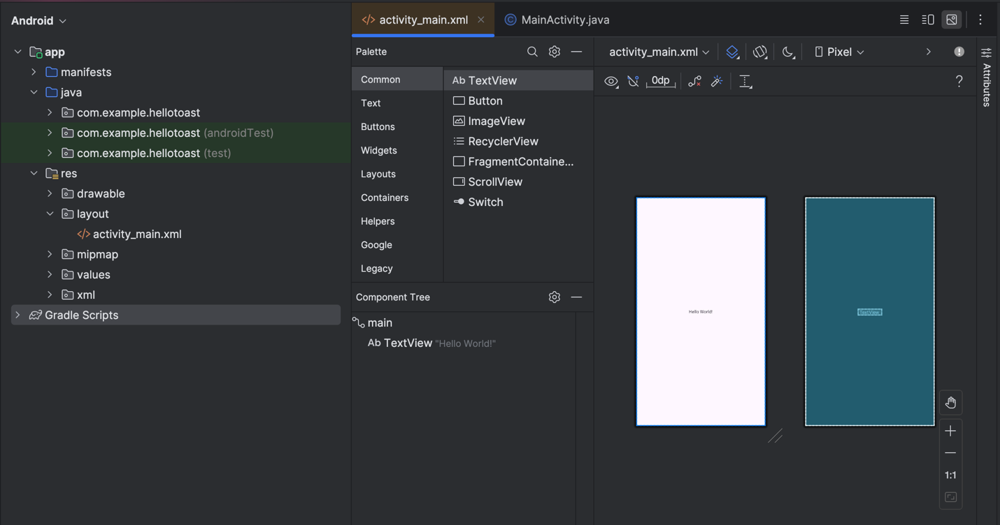 Android
app
manifests
java
com.example.hellotoast
com.example.hellotoast (androidTest)
com.example.hellotoast (test)
res
drawable
layout
</> activity_main.xml
mipmap
values
xml
Gradle Scripts
</> activity_main.xml
C MainActivity.java
Palette
Common
Text
Buttons
Widgets
Layouts
Containers
Helpers
Google
Legacy
Ab TextView
Button
ImageView
RecyclerView
FragmentContaine...
ScrollView
Switch
Component Tree
main
Ab TextView "Hello World!"
activity_main.xml
Pixel
0dp
?
Hello World!
TextView
1:1
Attributes